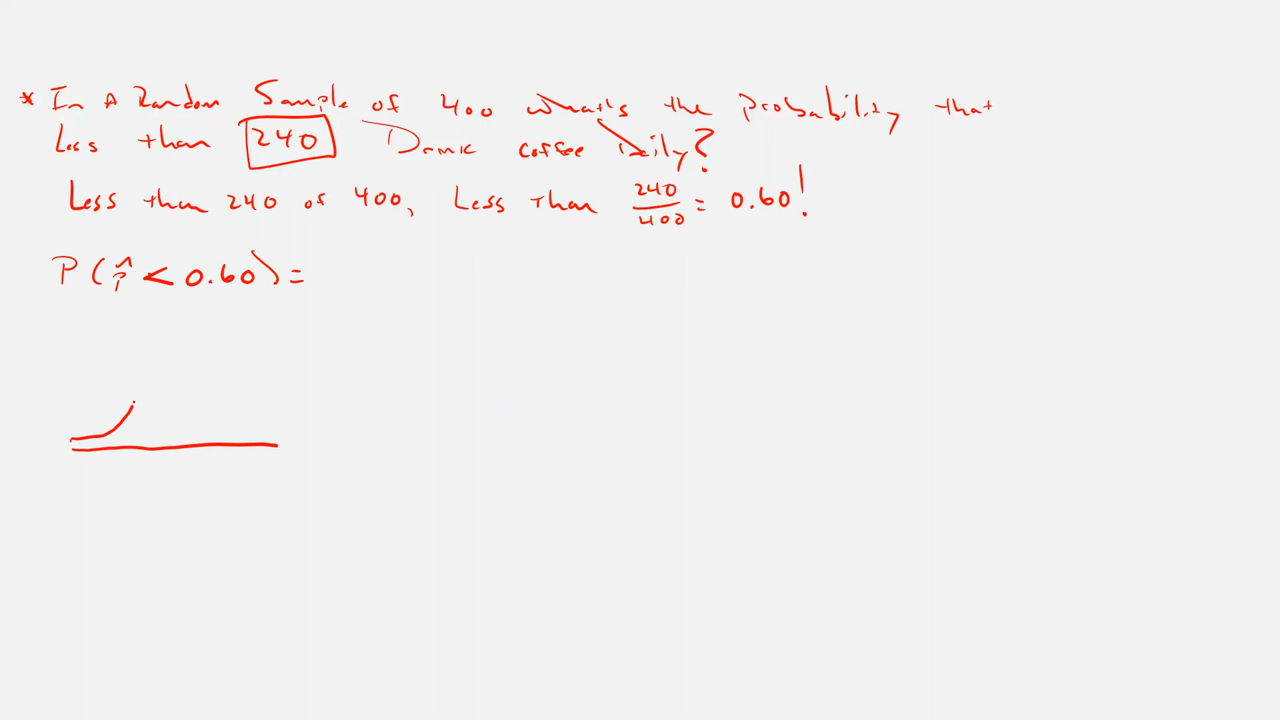 * In A Random Sample of 400 what's the probability that
Less than 240 Drink coffee Daily?
Less than 240 of 400, Less than 240/400 = 0.60!
P(p̂ < 0.60) =